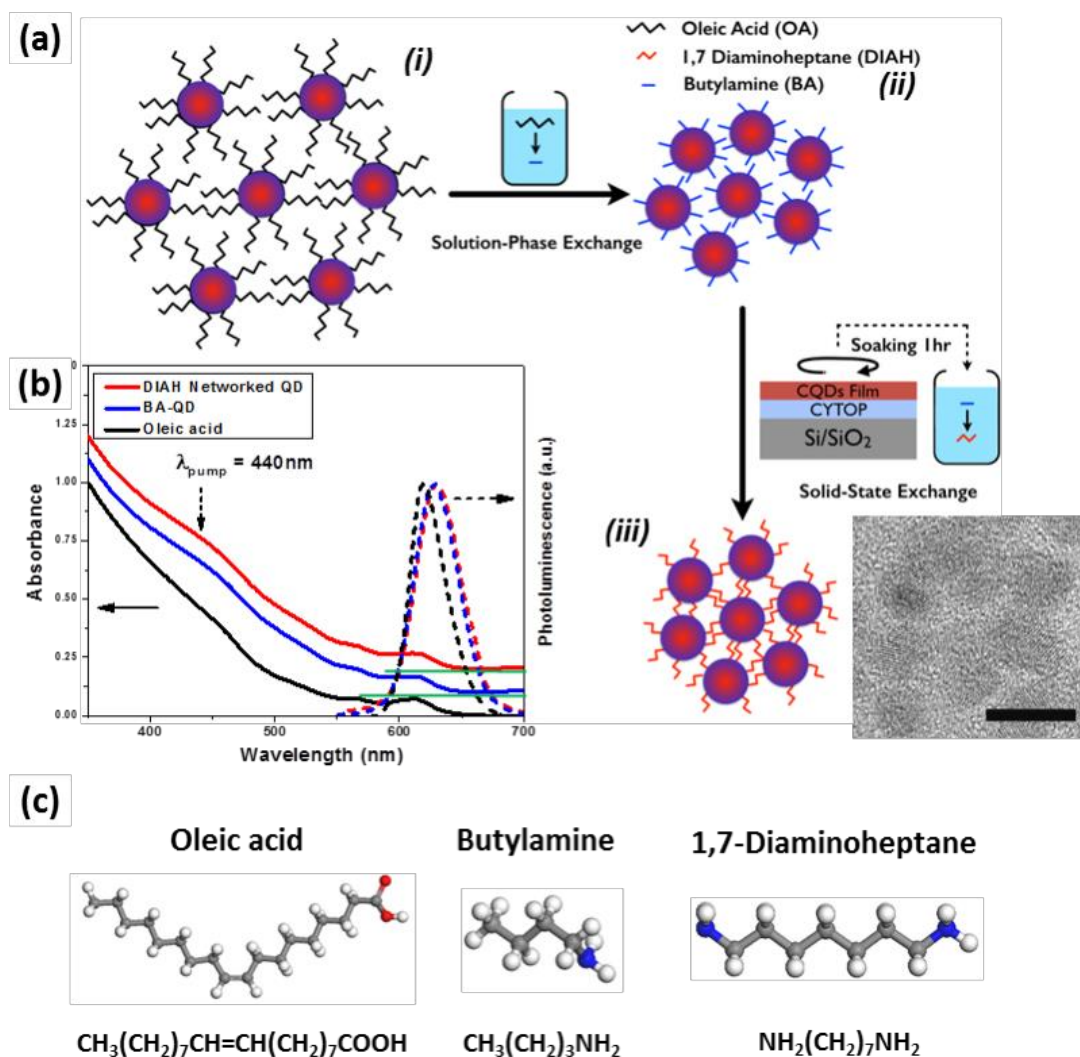 (a)
Oleic Acid (OA)
1,7 Diaminoheptane (DIAH)
Butylamine (BA)
(i)
(ii)
Solution-Phase Exchange
Soaking 1hr
CQDs Film
CYTOP
Si/SiO₂
Solid-State Exchange
(iii)
(b)
DIAH Networked QD
BA-QD
Oleic acid
λpump = 440nm
1.25
1.00
0.75
0.50
0.25
0.00
Absorbance
Photoluminescence (a.u.)
400 500 600 700
Wavelength (nm)
(c)
Oleic acid Butylamine 1,7-Diaminoheptane
CH₃(CH₂)₇CH=CH(CH₂)₇COOH CH₃(CH₂)₃NH₂ NH₂(CH₂)₇NH₂